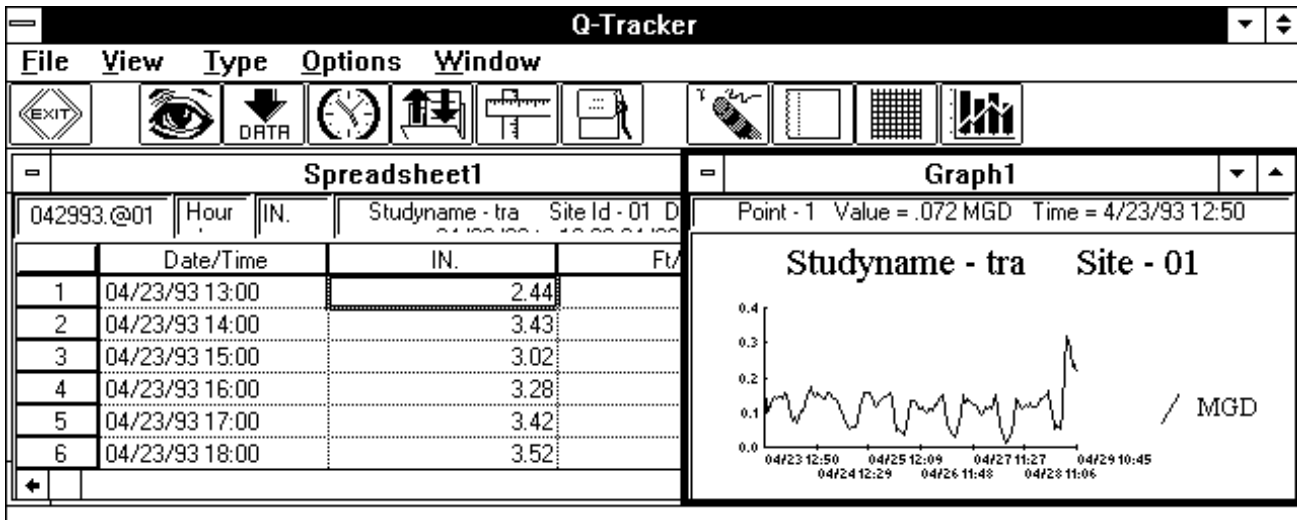 Q-Tracker
File View Type Options Window
EXIT DATA
Spreadsheet1
042993.@01 Hour IN. Studyname - tra Site Id - 01 D
Date/Time IN. Ft/
1 04/23/93 13:00 2.44
2 04/23/93 14:00 3.43
3 04/23/93 15:00 3.02
4 04/23/93 16:00 3.28
5 04/23/93 17:00 3.42
6 04/23/93 18:00 3.52
Graph1
Point - 1 Value = .072 MGD Time = 4/23/93 12:50
Studyname - tra Site - 01
0.4
0.3
0.2
0.1
0.0
MGD
04/23 12:50 04/25 12:09 04/27 11:27 04/29 10:45
04/24 12:29 04/26 11:48 04/28 11:06